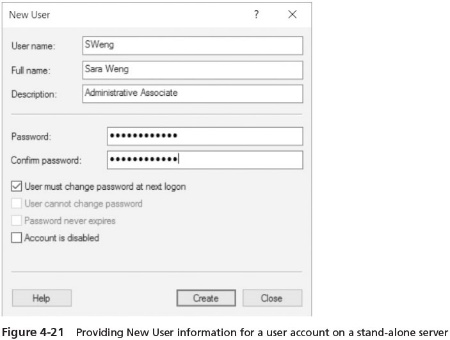 New User ? ×
User name: SWeng
Full name: Sara Weng
Description: Administrative Associate
Password: ●●●●●●●●●●●●
Confirm password: ●●●●●●●●●●●●
User must change password at next logon
User cannot change password
Password never expires
Account is disabled
Help Create Close
Figure 4-21 Providing New User information for a user account on a stand-alone server